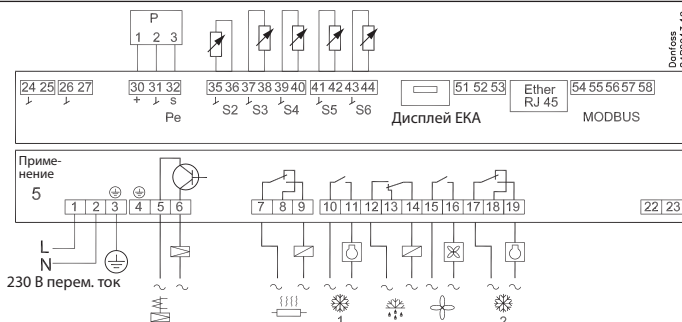 P
1 2 3
Danfoss
24 25 26 27 30 31 32 35 36 37 38 39 40 41 42 43 44 51 52 53 54 55 56 57 58
+ s
Pe
S2 S3 S4 S5 S6
Дисплей EKA
Ether
RJ 45
MODBUS
Приме-
нение
5
1 2 3 4 5 6 7 8 9 10 11 12 13 14 15 16 17 18 19 22 23
L
N
230 В перем. ток
1 2